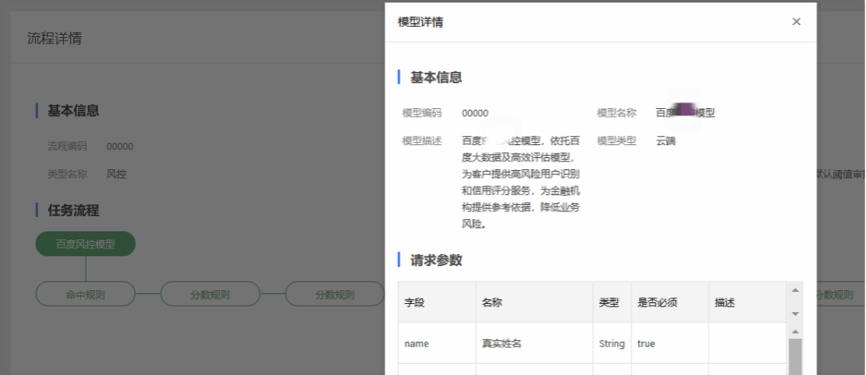 流程详情
基本信息
流程编码 00000
类型名称 风控
任务流程
百度风控模型
命中规则 分数规则 分数规则
默认阈值审
分数规则
模型详情 ×
基本信息
模型编码 00000 模型名称 百度 模型
模型描述 百度 控模型，依托百 模型类型 云端
度大数据及高效评估模型，
为客户提供高风险用户识别
和信用评分服务，为金融机
构提供参考依据，降低业务
风险。
请求参数
字段 名称 类型 是否必须 描述
name 真实姓名 String true